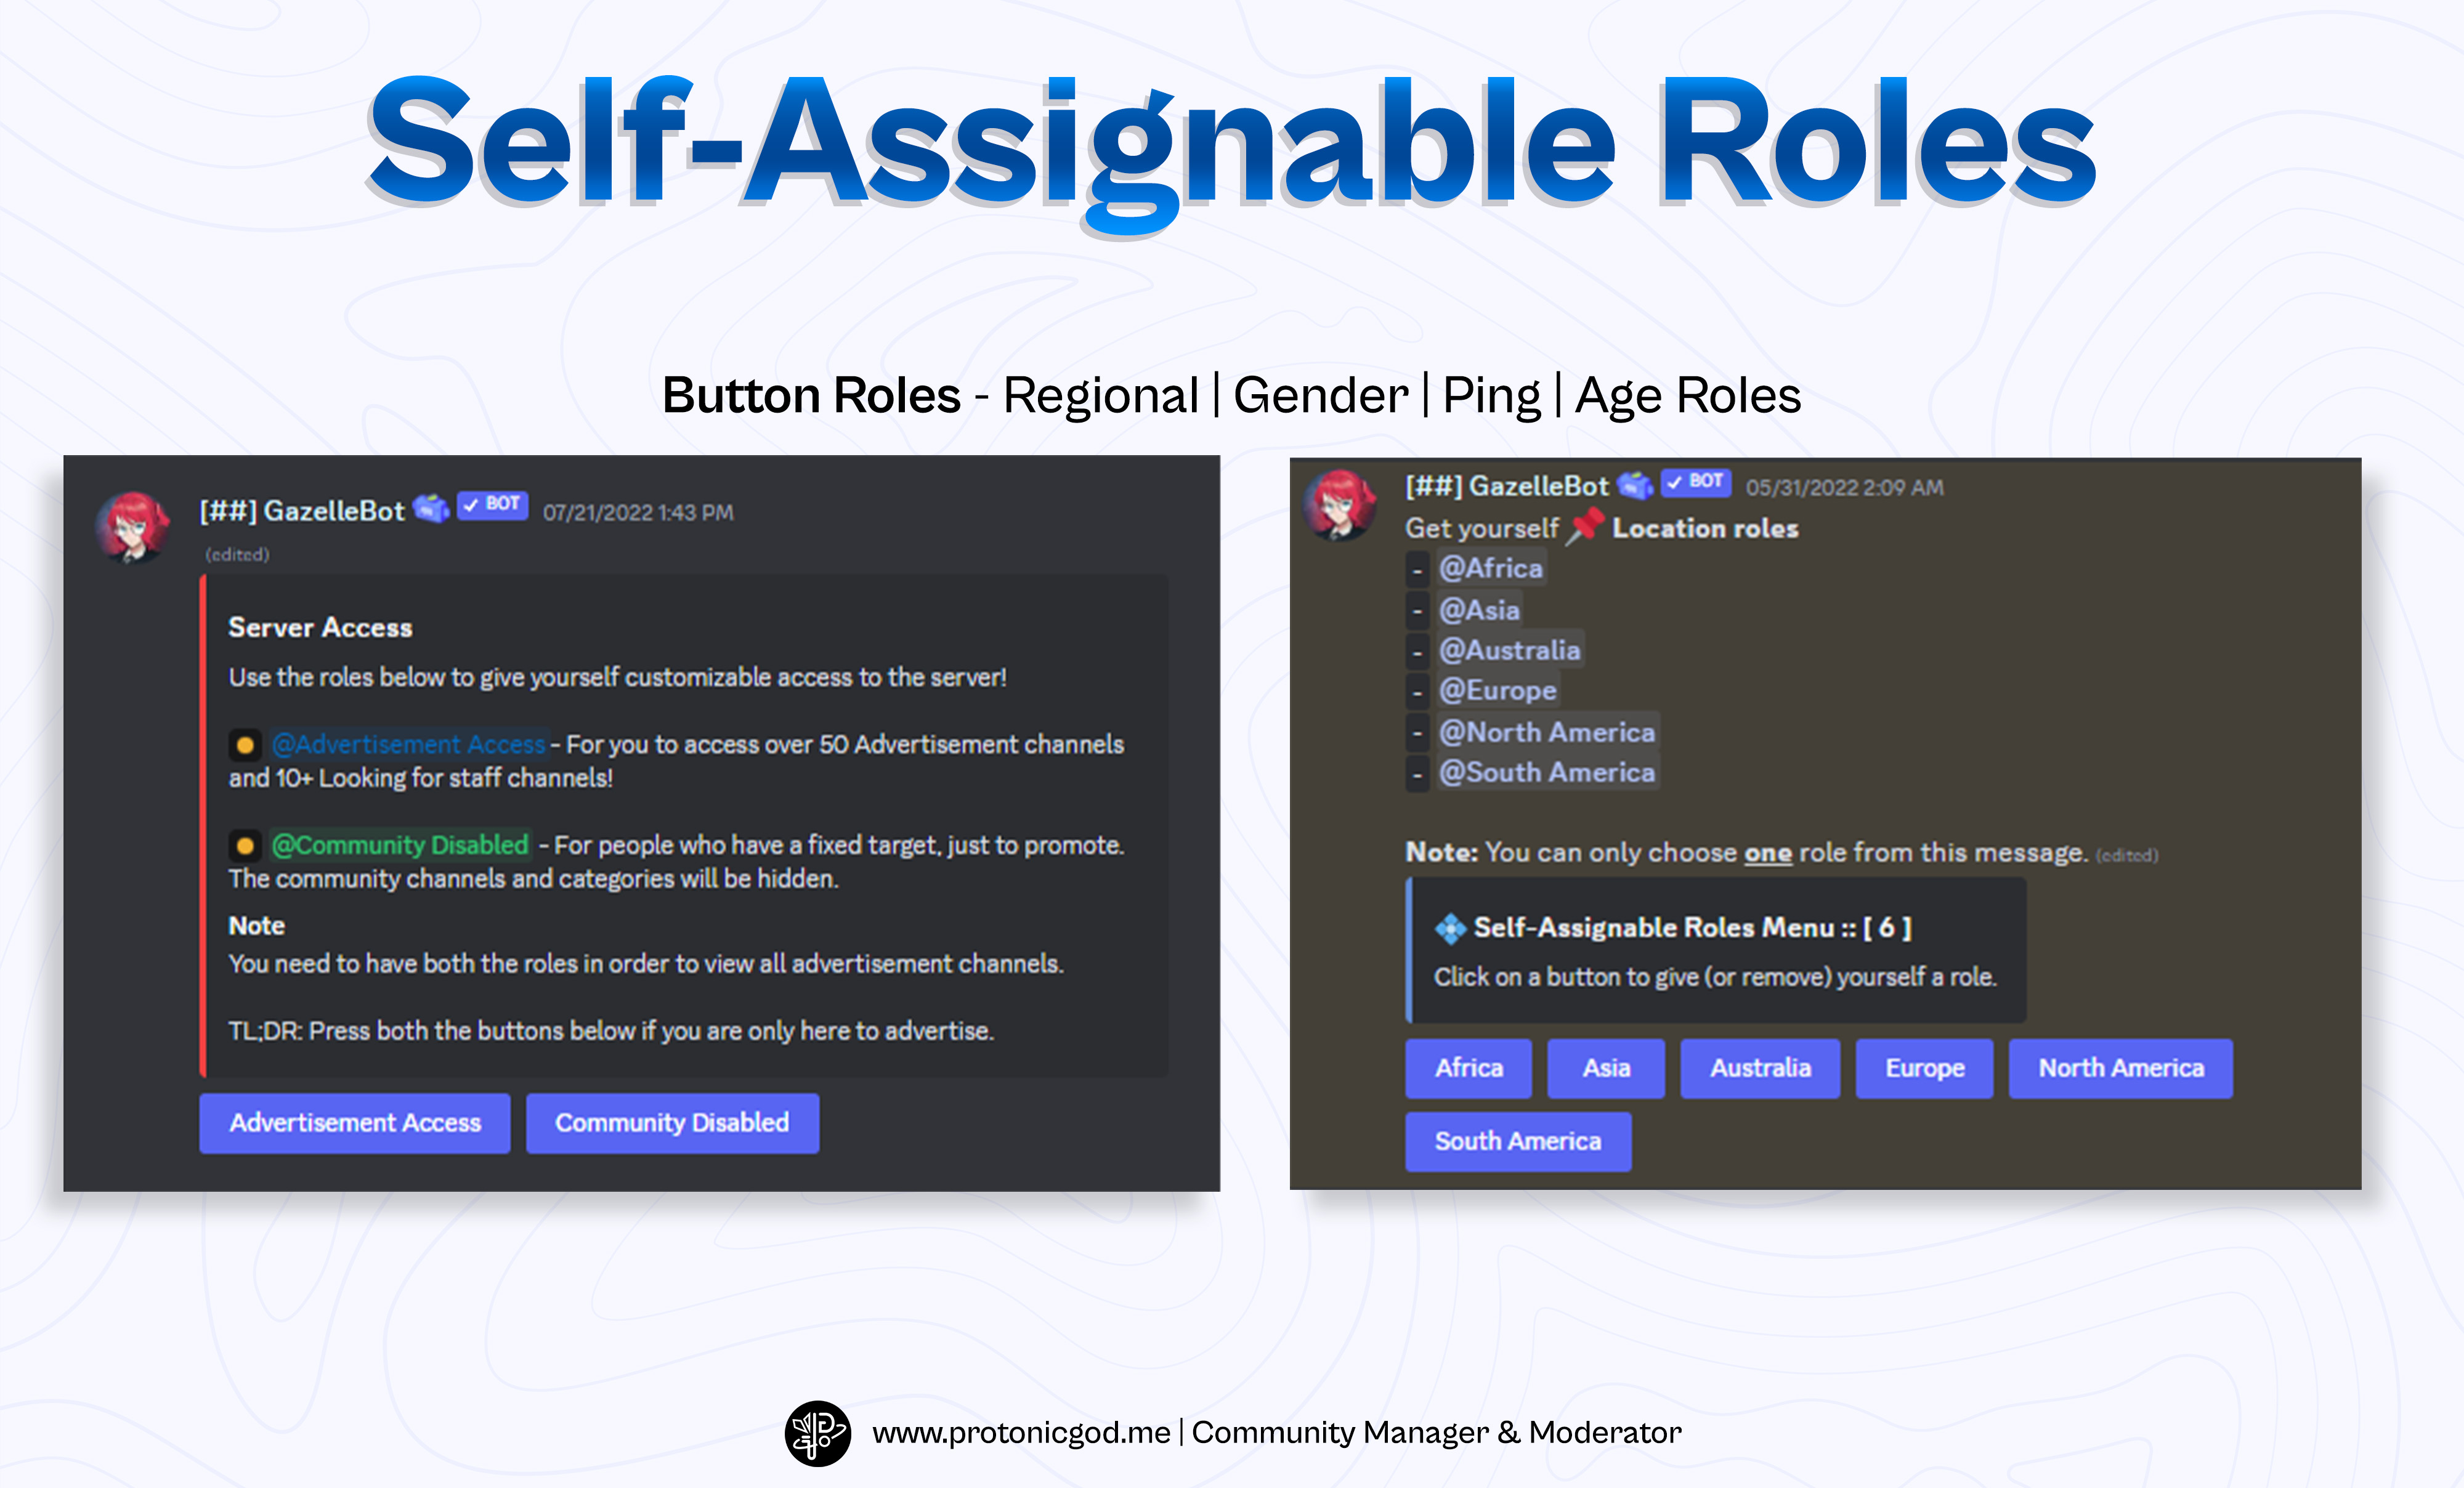 Self-Assignable Roles
Button Roles - Regional | Gender | Ping | Age Roles
[##] GazelleBot ✓ BOT 07/21/2022 1:43 PM
(edited)
Server Access
Use the roles below to give yourself customizable access to the server!
@Advertisement Access - For you to access over 50 Advertisement channels
and 10+ Looking for staff channels!
@Community Disabled - For people who have a fixed target, just to promote.
The community channels and categories will be hidden.
Note
You need to have both the roles in order to view all advertisement channels.
TL;DR: Press both the buttons below if you are only here to advertise.
Advertisement Access Community Disabled
[##] GazelleBot ✓ BOT 05/31/2022 2:09 AM
Get yourself 📌 Location roles
- @Africa
- @Asia
- @Australia
- @Europe
- @North America
- @South America
Note: You can only choose one role from this message. (edited)
💠 Self-Assignable Roles Menu :: [ 6 ]
Click on a button to give (or remove) yourself a role.
Africa Asia Australia Europe North America
South America
www.protonicgod.me | Community Manager & Moderator